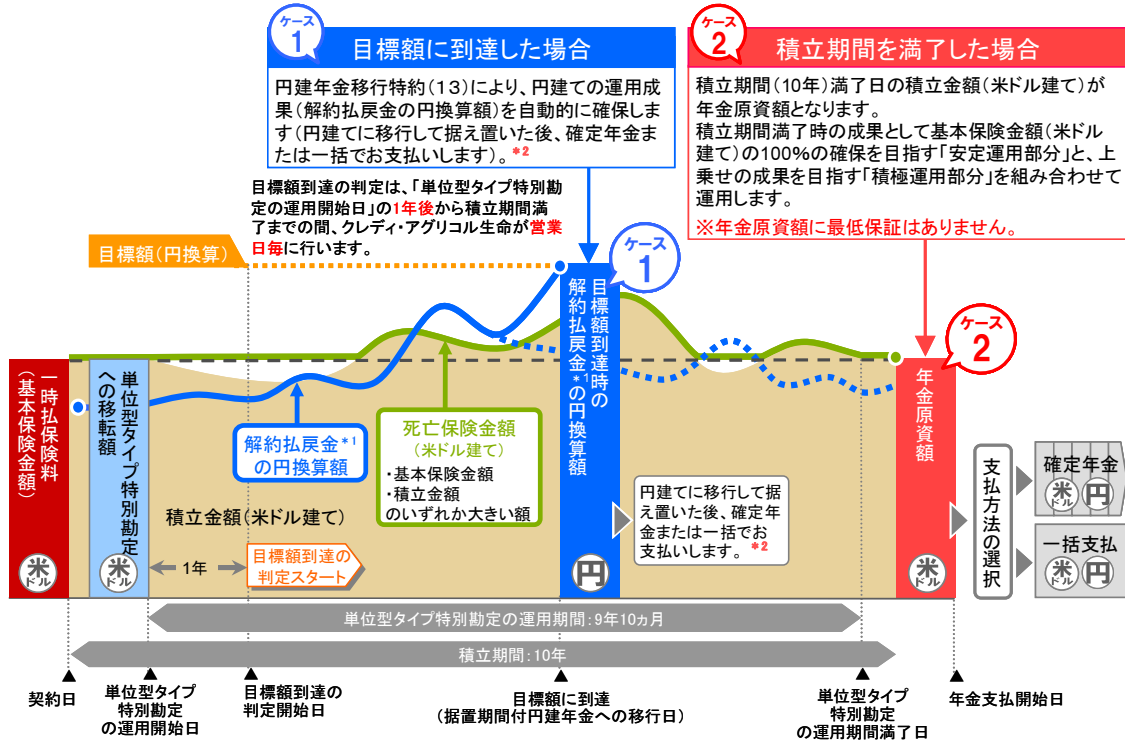 ケース
1
目標額に到達した場合
円建年金移行特約(13)により、円建ての運用成
果(解約払戻金の円換算額)を自動的に確保しま
す(円建てに移行して据え置いた後、確定年金ま
たは一括でお支払いします)。*2
ケース
2
積立期間を満了した場合
積立期間(10年)満了日の積立金額(米ドル建て)が
年金原資額となります。
積立期間満了時の成果として基本保険金額(米ドル
建て)の100%の確保を目指す「安定運用部分」と、上
乗せの成果を目指す「積極運用部分」を組み合わせて
運用します。
※年金原資額に最低保証はありません。
目標額到達の判定は、「単位型タイプ特別勘
定の運用開始日」の1年後から積立期間満
了までの間、クレディ・アグリコル生命が営業
日毎に行います。
目標額(円換算)
ケース
1
ケース
2
一時払保険料
(基本保険金額)
米ドル
単位型タイプ特別勘定
への移転額
米ドル
解約払戻金*1
の円換算額
死亡保険金額
(米ドル建て)
・基本保険金額
・積立金額
のいずれか大きい額
目標額到達時の
解約払戻金*1の円換算額
円
円建てに移行して据
え置いた後、確定年
金または一括でお
支払いします。*2
年金原資額
米ドル
支払方法の選択
確定年金
米ドル 円
一括支払
米ドル 円
積立金額(米ドル建て)
1年
目標額到達の
判定スタート
単位型タイプ特別勘定の運用期間:9年10ヵ月
積立期間:10年
契約日
単位型タイプ
特別勘定
の運用開始日
目標額到達の
判定開始日
目標額に到達
(据置期間付円建年金への移行日)
単位型タイプ
特別勘定
の運用期間満了日
年金支払開始日